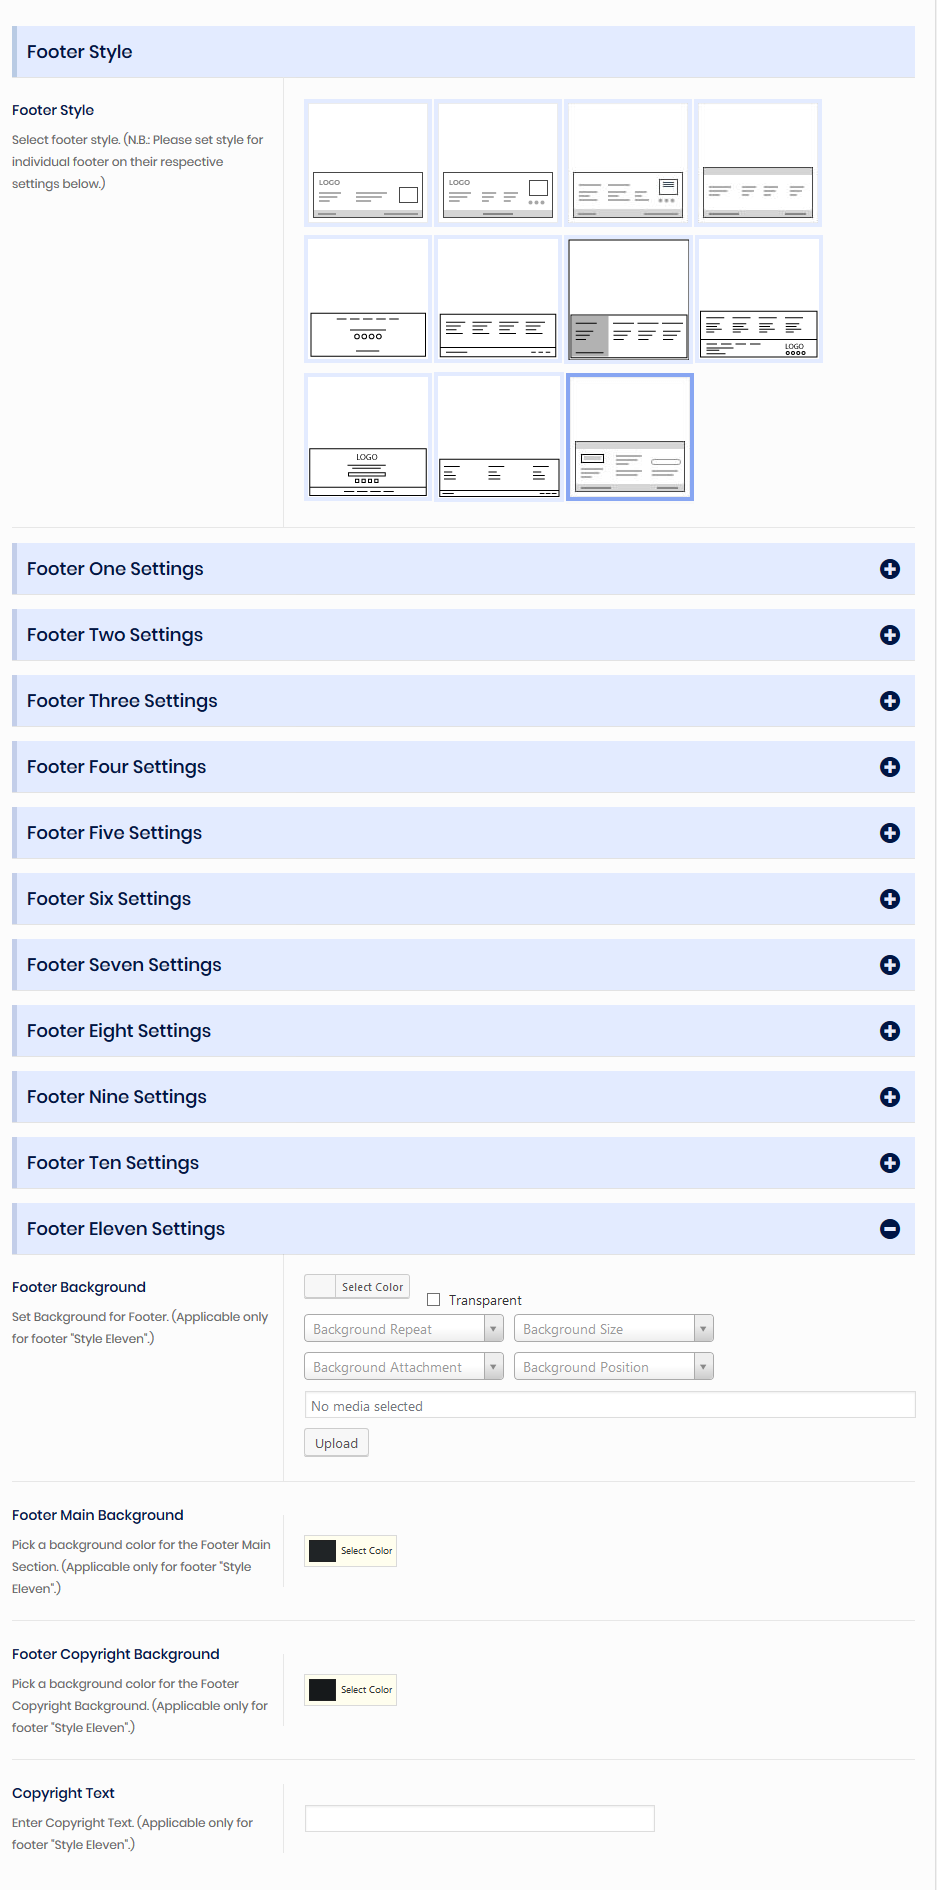 Footer Style
Footer Style
Select footer style. (N.B.: Please set style for
individual footer on their respective
settings below.)
LOGO
LOGO
LOGO
LOGO
Footer One Settings
Footer Two Settings
Footer Three Settings
Footer Four Settings
Footer Five Settings
Footer Six Settings
Footer Seven Settings
Footer Eight Settings
Footer Nine Settings
Footer Ten Settings
Footer Eleven Settings
Footer Background
Set Background for Footer. (Applicable only
for footer "Style Eleven".)
Select Color
Transparent
Background Repeat
Background Size
Background Attachment
Background Position
No media selected
Upload
Footer Main Background
Pick a background color for the Footer Main
Section. (Applicable only for footer "Style
Eleven".)
Select Color
Footer Copyright Background
Pick a background color for the Footer
Copyright Background. (Applicable only for
footer "Style Eleven".)
Select Color
Copyright Text
Enter Copyright Text. (Applicable only for
footer "Style Eleven".)